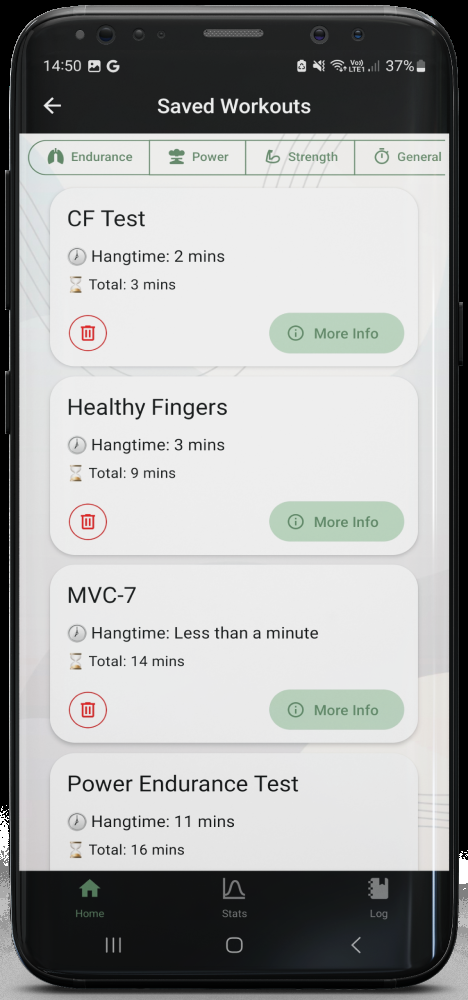 14:50 G Vo) LTE1 37%
Saved Workouts
Endurance Power Strength General
CF Test
Hangtime: 2 mins
Total: 3 mins
More Info
Healthy Fingers
Hangtime: 3 mins
Total: 9 mins
More Info
MVC-7
Hangtime: Less than a minute
Total: 14 mins
More Info
Power Endurance Test
Hangtime: 11 mins
Total: 16 mins
Home Stats Log